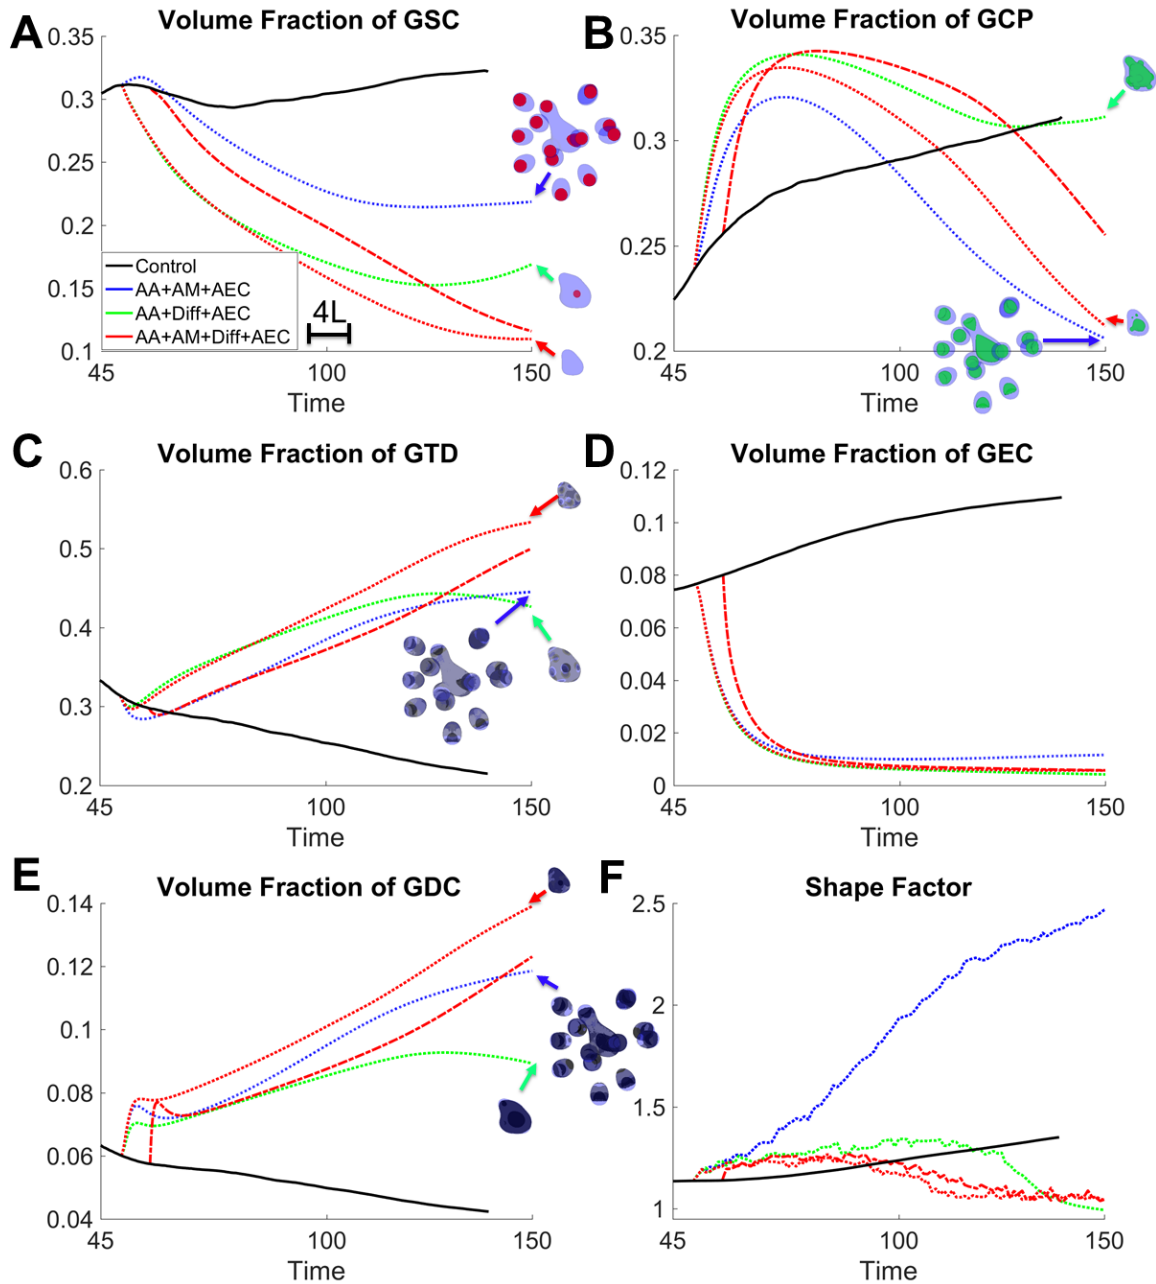 A
Volume Fraction of GSC
0.35
0.3
0.25
0.2
0.15
0.1
Control
AA+AM+AEC
AA+Diff+AEC
AA+AM+Diff+AEC
4L
45
100
150
Time
B
Volume Fraction of GCP
0.35
0.3
0.25
0.2
45
100
150
Time
C
Volume Fraction of GTD
0.6
0.5
0.4
0.3
0.2
45
100
150
Time
D
Volume Fraction of GEC
0.12
0.1
0.08
0.06
0.04
0.02
0
45
100
150
Time
E
Volume Fraction of GDC
0.14
0.12
0.1
0.08
0.06
0.04
45
100
150
Time
F
Shape Factor
2.5
2
1.5
1
45
100
150
Time